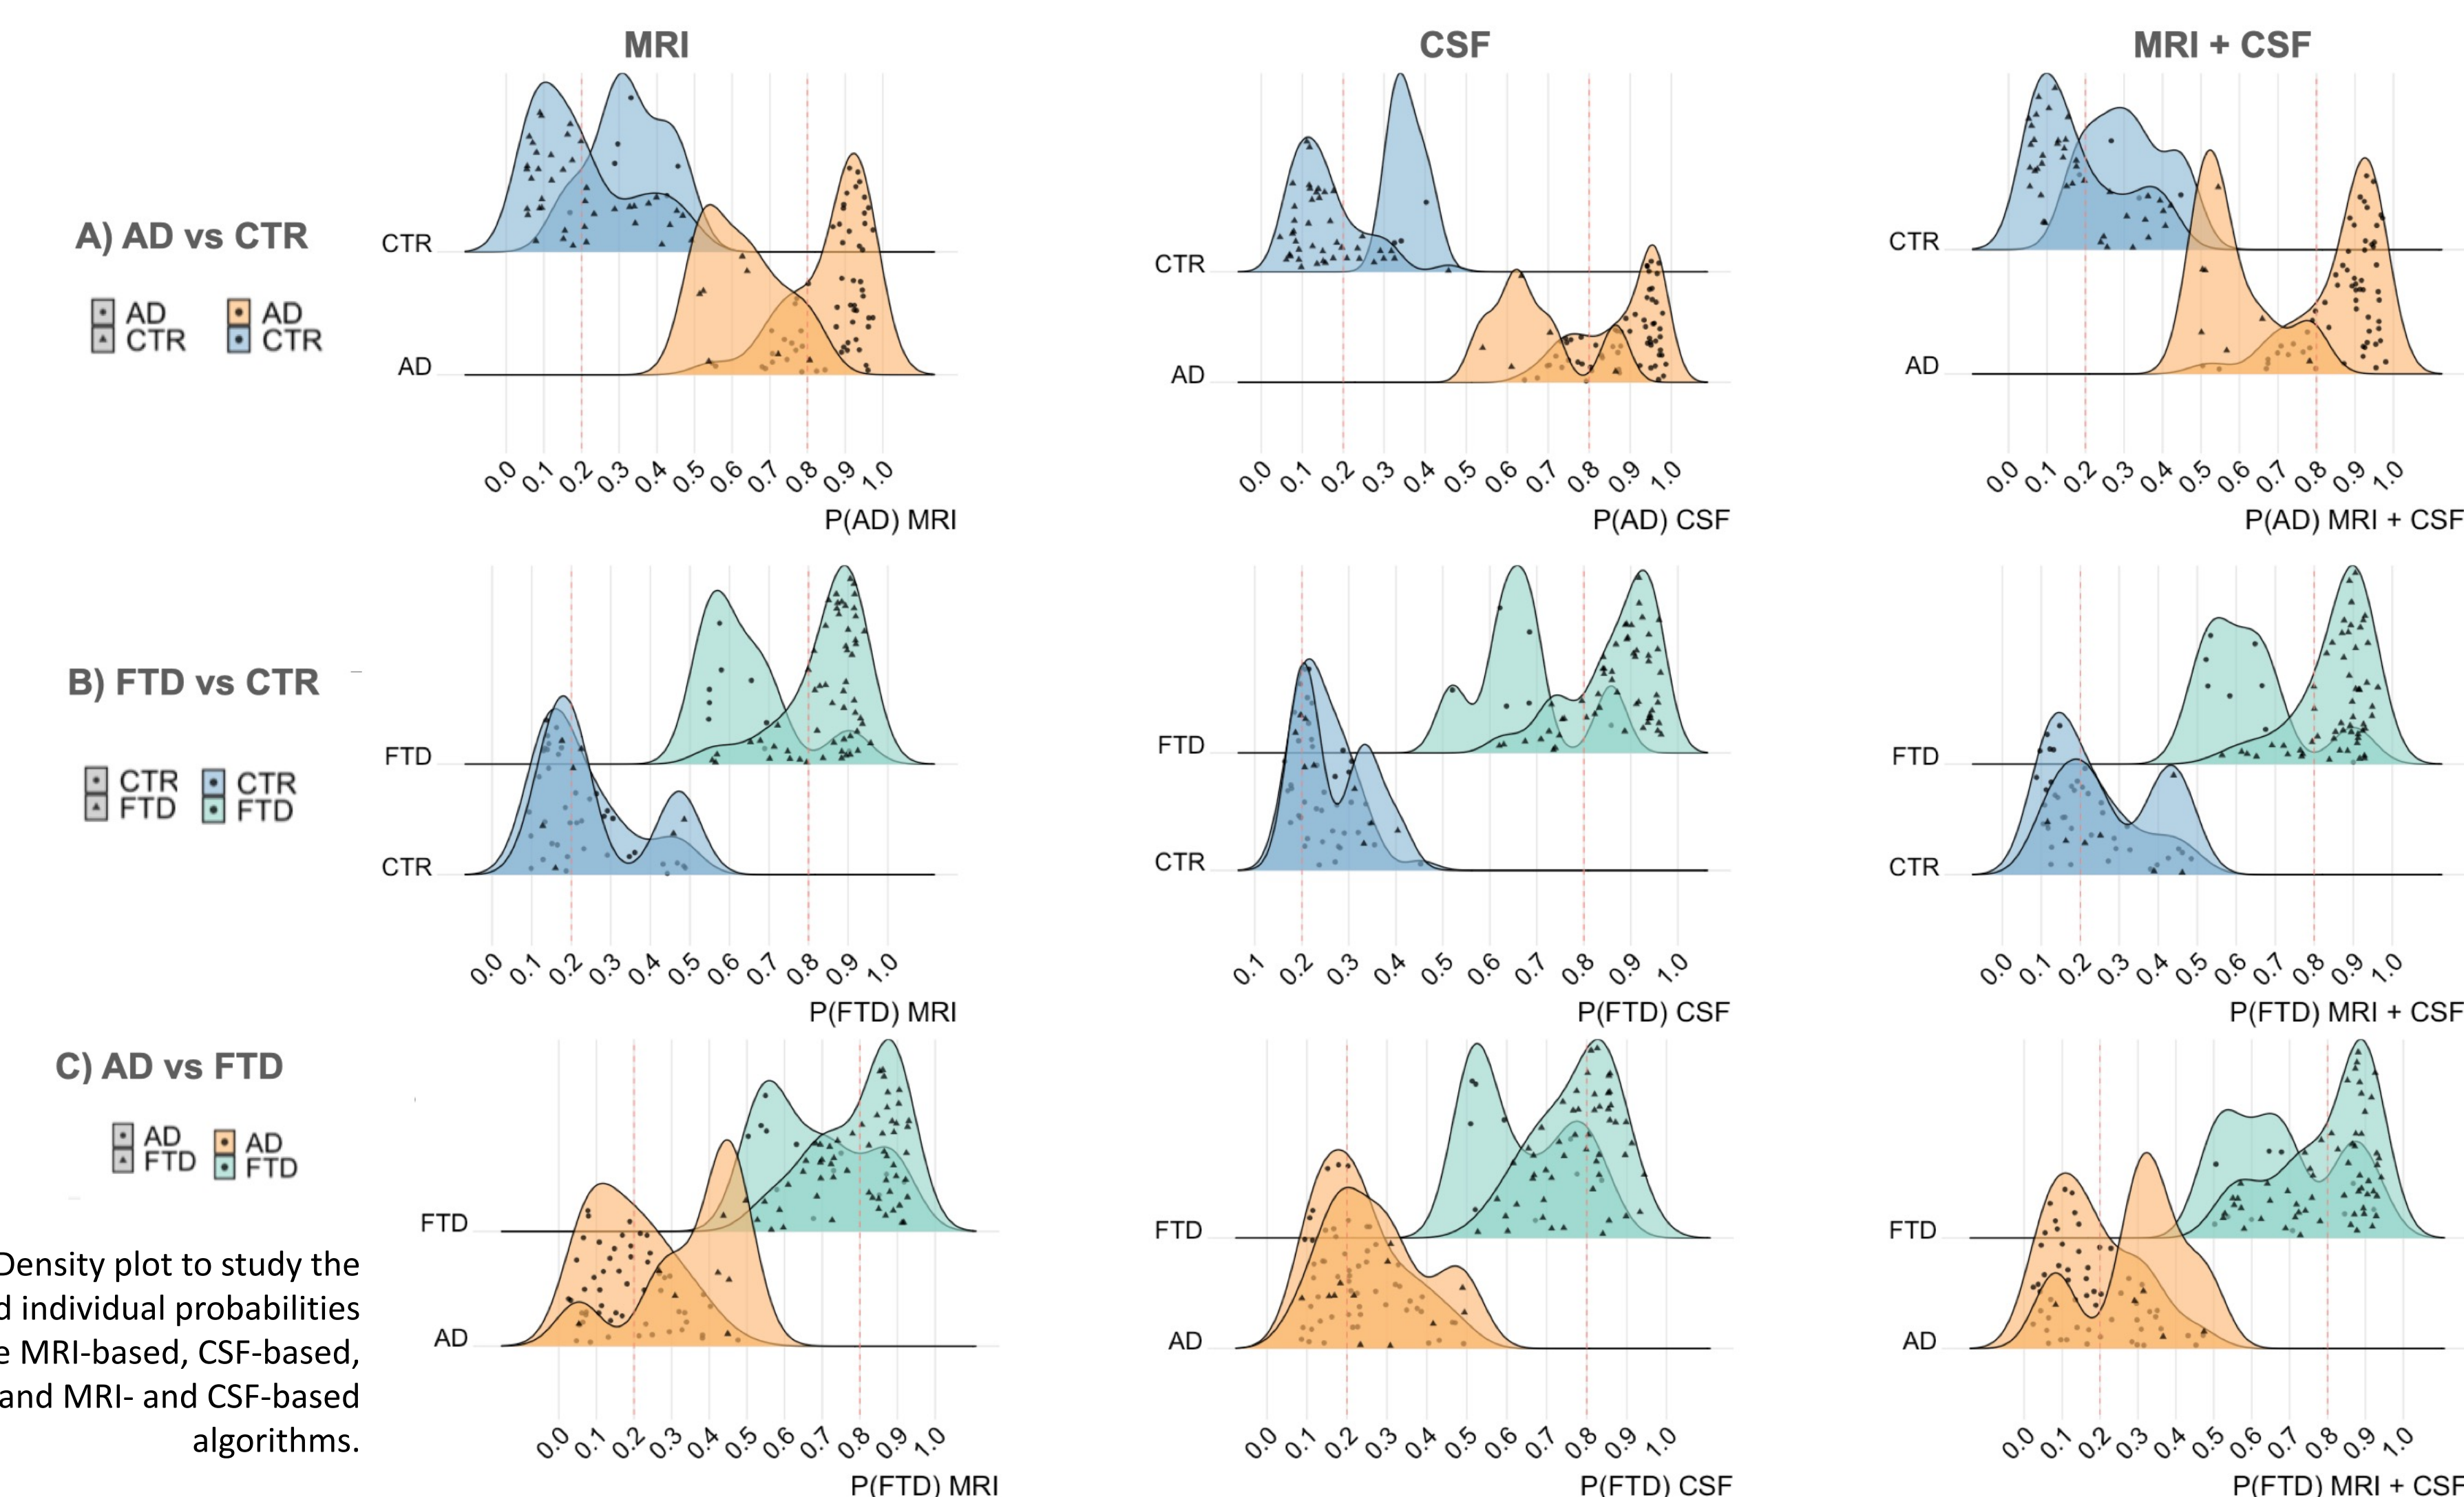 MRI
CSF
MRI + CSF
A) AD vs CTR
AD
CTR
AD
CTR
CTR
AD
0.0 0.1 0.2 0.3 0.4 0.5 0.6 0.7 0.8 0.9 1.0
P(AD) MRI
CTR
AD
0.0 0.1 0.2 0.3 0.4 0.5 0.6 0.7 0.8 0.9 1.0
P(AD) CSF
CTR
AD
0.0 0.1 0.2 0.3 0.4 0.5 0.6 0.7 0.8 0.9 1.0
P(AD) MRI + CSF
B) FTD vs CTR
CTR
FTD
CTR
FTD
FTD
CTR
0.0 0.1 0.2 0.3 0.4 0.5 0.6 0.7 0.8 0.9 1.0
P(FTD) MRI
FTD
CTR
0.1 0.2 0.3 0.4 0.5 0.6 0.7 0.8 0.9 1.0
P(FTD) CSF
FTD
CTR
0.0 0.1 0.2 0.3 0.4 0.5 0.6 0.7 0.8 0.9 1.0
P(FTD) MRI + CSF
C) AD vs FTD
AD
FTD
AD
FTD
FTD
AD
0.0 0.1 0.2 0.3 0.4 0.5 0.6 0.7 0.8 0.9 1.0
P(FTD) MRI
FTD
AD
0.0 0.1 0.2 0.3 0.4 0.5 0.6 0.7 0.8 0.9 1.0
P(FTD) CSF
FTD
AD
0.0 0.1 0.2 0.3 0.4 0.5 0.6 0.7 0.8 0.9 1.0
P(FTD) MRI + CSF
Density plot to study the
individual probabilities
MRI-based, CSF-based,
and MRI- and CSF-based
algorithms.